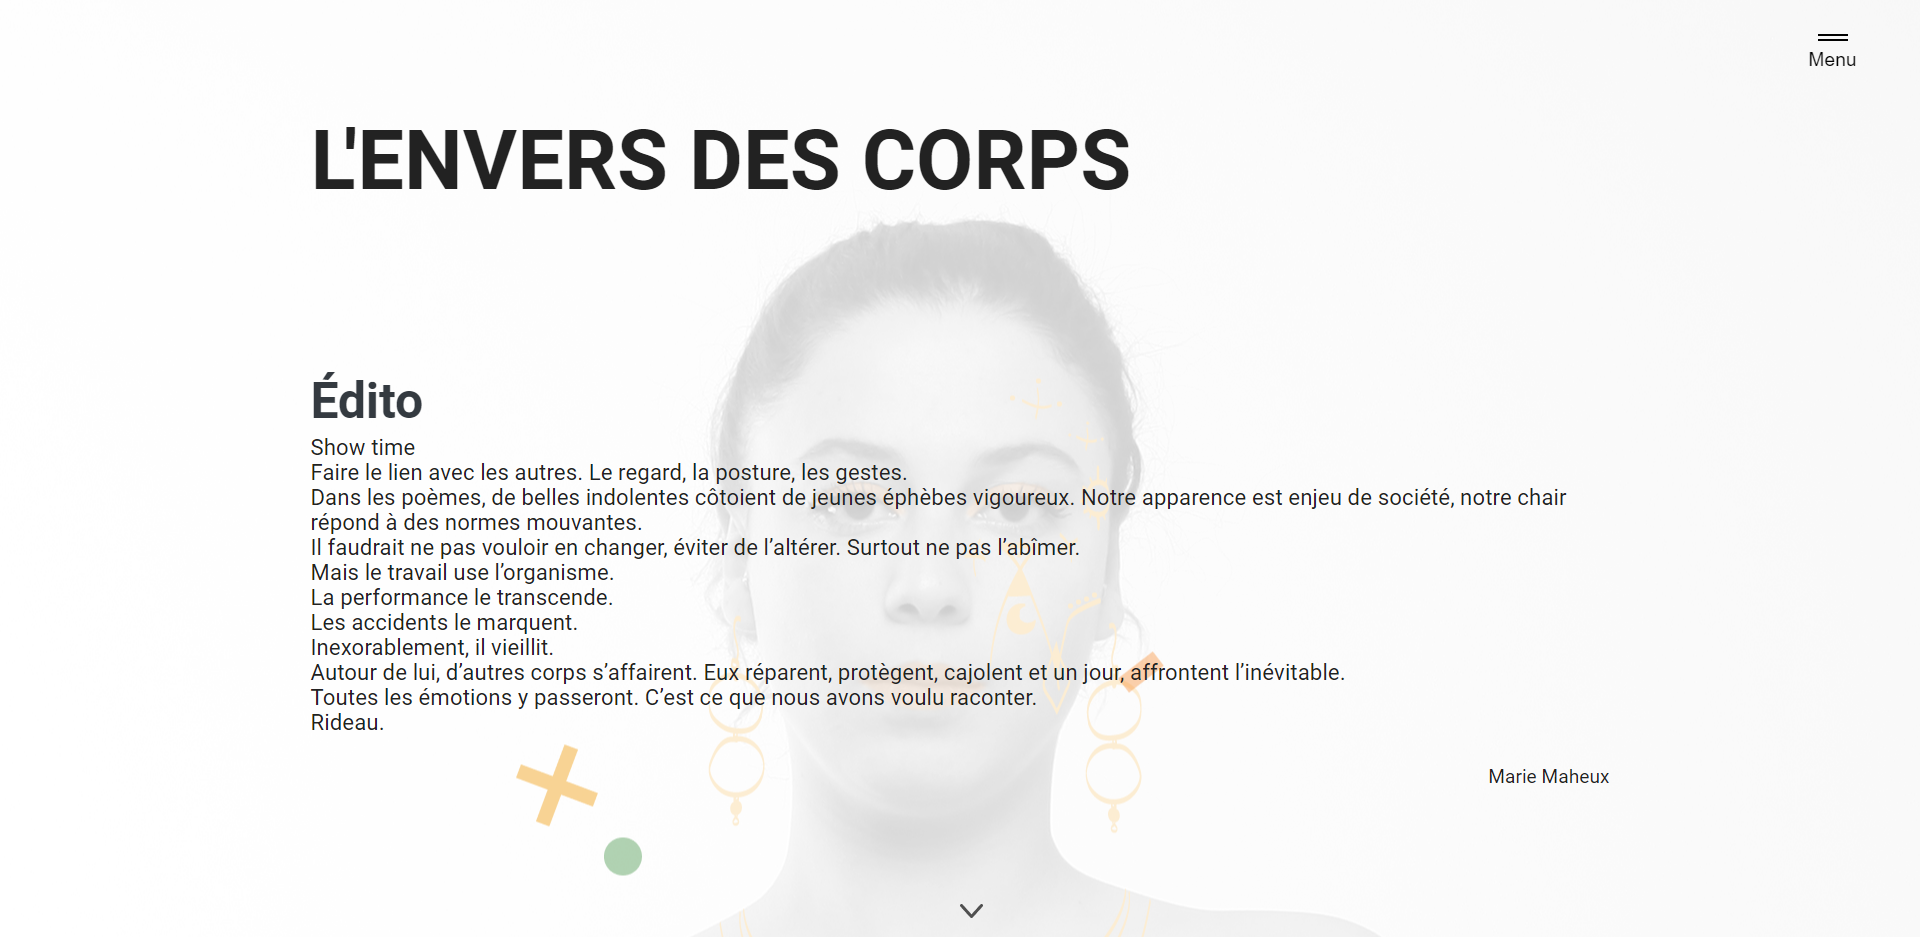 Menu
L'ENVERS DES CORPS
Édito
Show time
Faire le lien avec les autres. Le regard, la posture, les gestes.
Dans les poèmes, de belles indolentes côtoient de jeunes éphèbes vigoureux. Notre apparence est enjeu de société, notre chair
répond à des normes mouvantes.
Il faudrait ne pas vouloir en changer, éviter de l’altérer. Surtout ne pas l’abîmer.
Mais le travail use l’organisme.
La performance le transcende.
Les accidents le marquent.
Inexorablement, il vieillit.
Autour de lui, d’autres corps s’affairent. Eux réparent, protègent, cajolent et un jour, affrontent l’inévitable.
Toutes les émotions y passeront. C’est ce que nous avons voulu raconter.
Rideau.
Marie Maheux